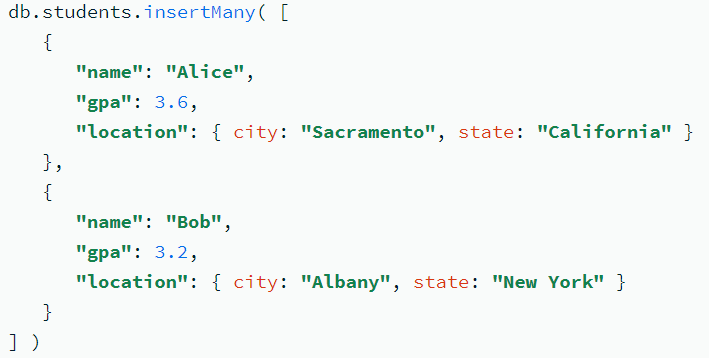 db.students.insertMany( [
{
"name": "Alice",
"gpa": 3.6,
"location": { city: "Sacramento", state: "California" }
},
{
"name": "Bob",
"gpa": 3.2,
"location": { city: "Albany", state: "New York" }
}
] )